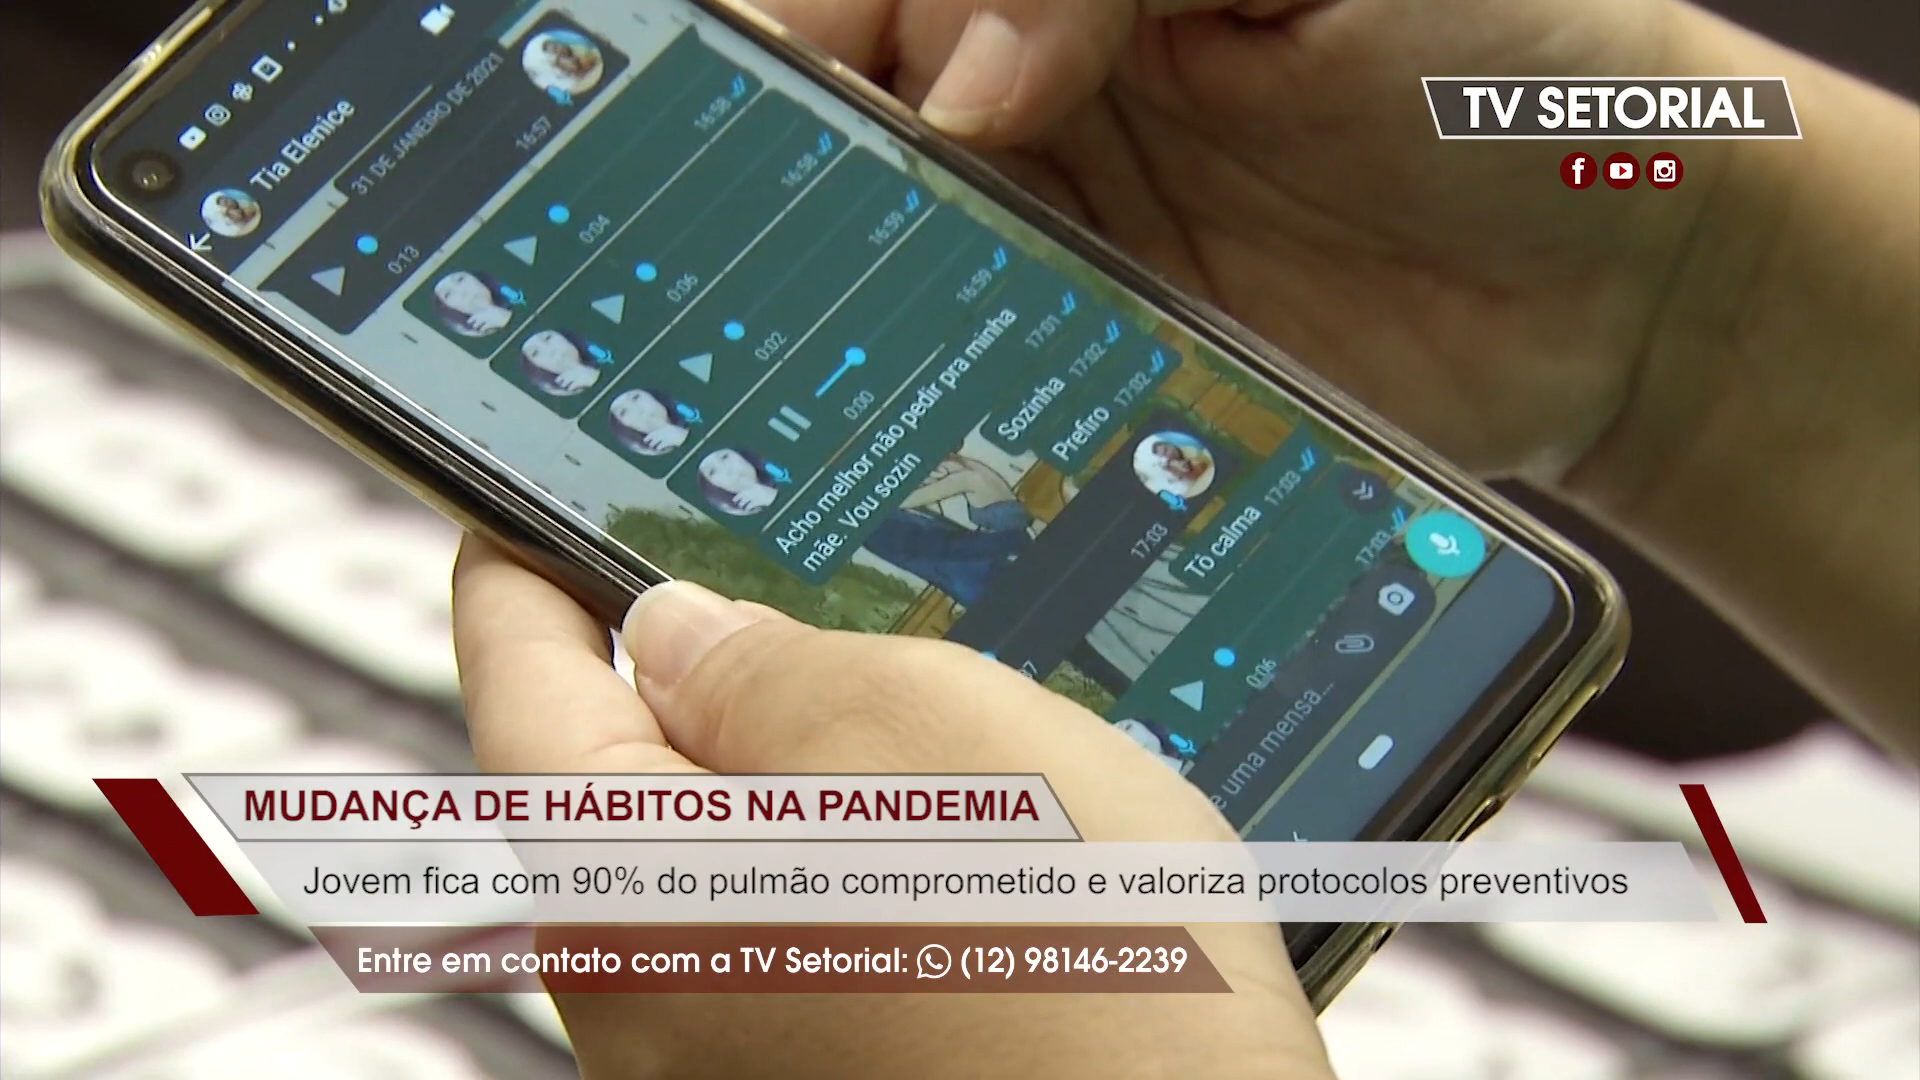 TV SETORIAL
Tia Elenice
31 DE JANEIRO DE 2021
16:57
0:13
16:58
0:04
16:58
0:06
16:59
0:02
16:59
0:00
Acho melhor não pedir pra minha
mãe. Vou sozin
17:01
Sozinha 17:02
Prefiro 17:02
17:03
Tô calma 17:03
17:03
0:06
e uma mensa...
MUDANÇA DE HÁBITOS NA PANDEMIA
Jovem fica com 90% do pulmão comprometido e valoriza protocolos preventivos
Entre em contato com a TV Setorial: (12) 98146-2239